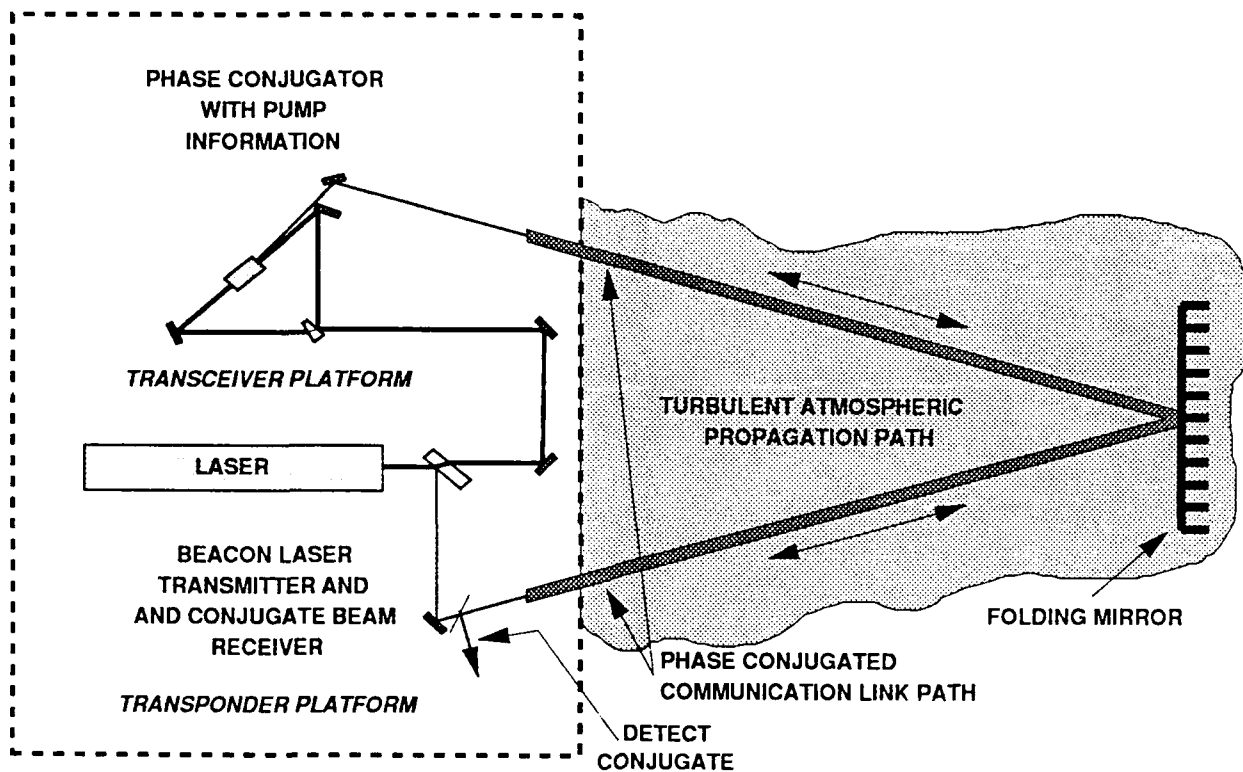 PHASE CONJUGATOR
WITH PUMP
INFORMATION
TRANSCEIVER PLATFORM
LASER
BEACON LASER
TRANSMITTER AND
AND CONJUGATE BEAM
RECEIVER
TRANSPONDER PLATFORM
TURBULENT ATMOSPHERIC
PROPAGATION PATH
FOLDING MIRROR
PHASE CONJUGATED
COMMUNICATION LINK PATH
DETECT
CONJUGATE